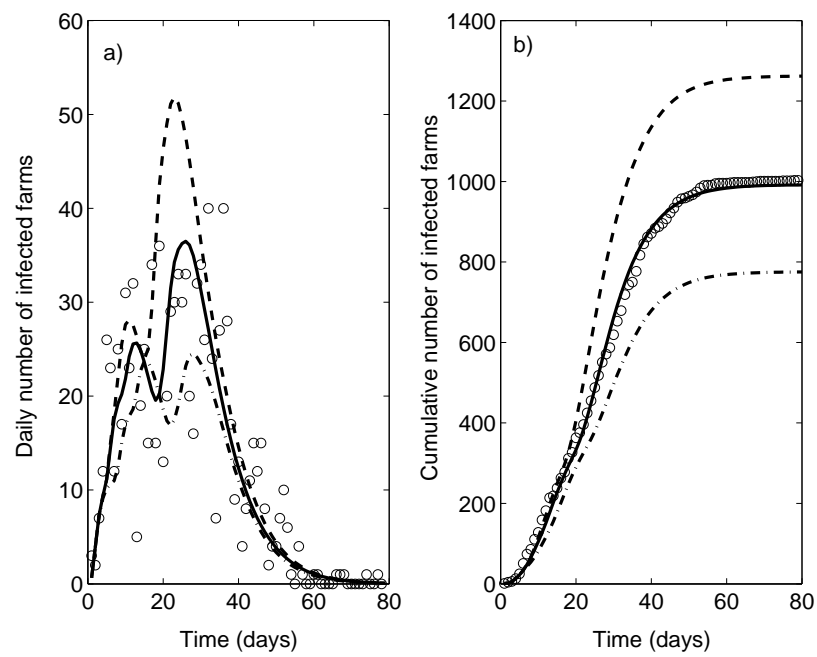 a)
Daily number of infected farms
60
50
40
30
20
10
0
0 20 40 60 80
Time (days)
b)
Cumulative number of infected farms
1400
1200
1000
800
600
400
200
0
0 20 40 60 80
Time (days)